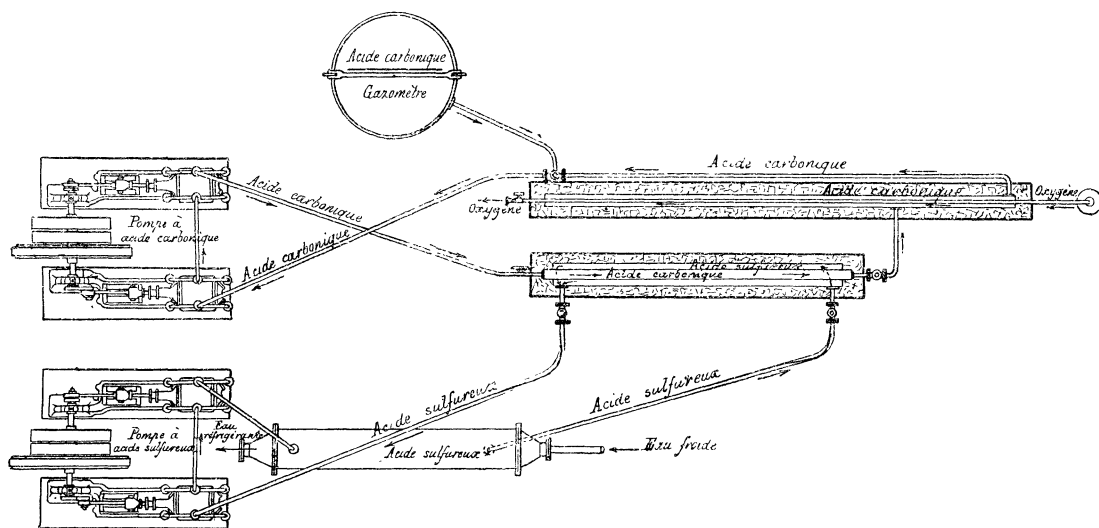 Acide carbonique
Gazomètre
Acide carbonique
Acide carbonique
Oxygène
Oxygène
Acide carbonique
Acide carbonique
Pompe à
acide carbonique
Acide sulfureux
Acide carbonique
Acide sulfureux
Acide sulfureux
Pompe à
acide sulfureux
Eau
réfrigérante
Acide sulfureux
Eau froide